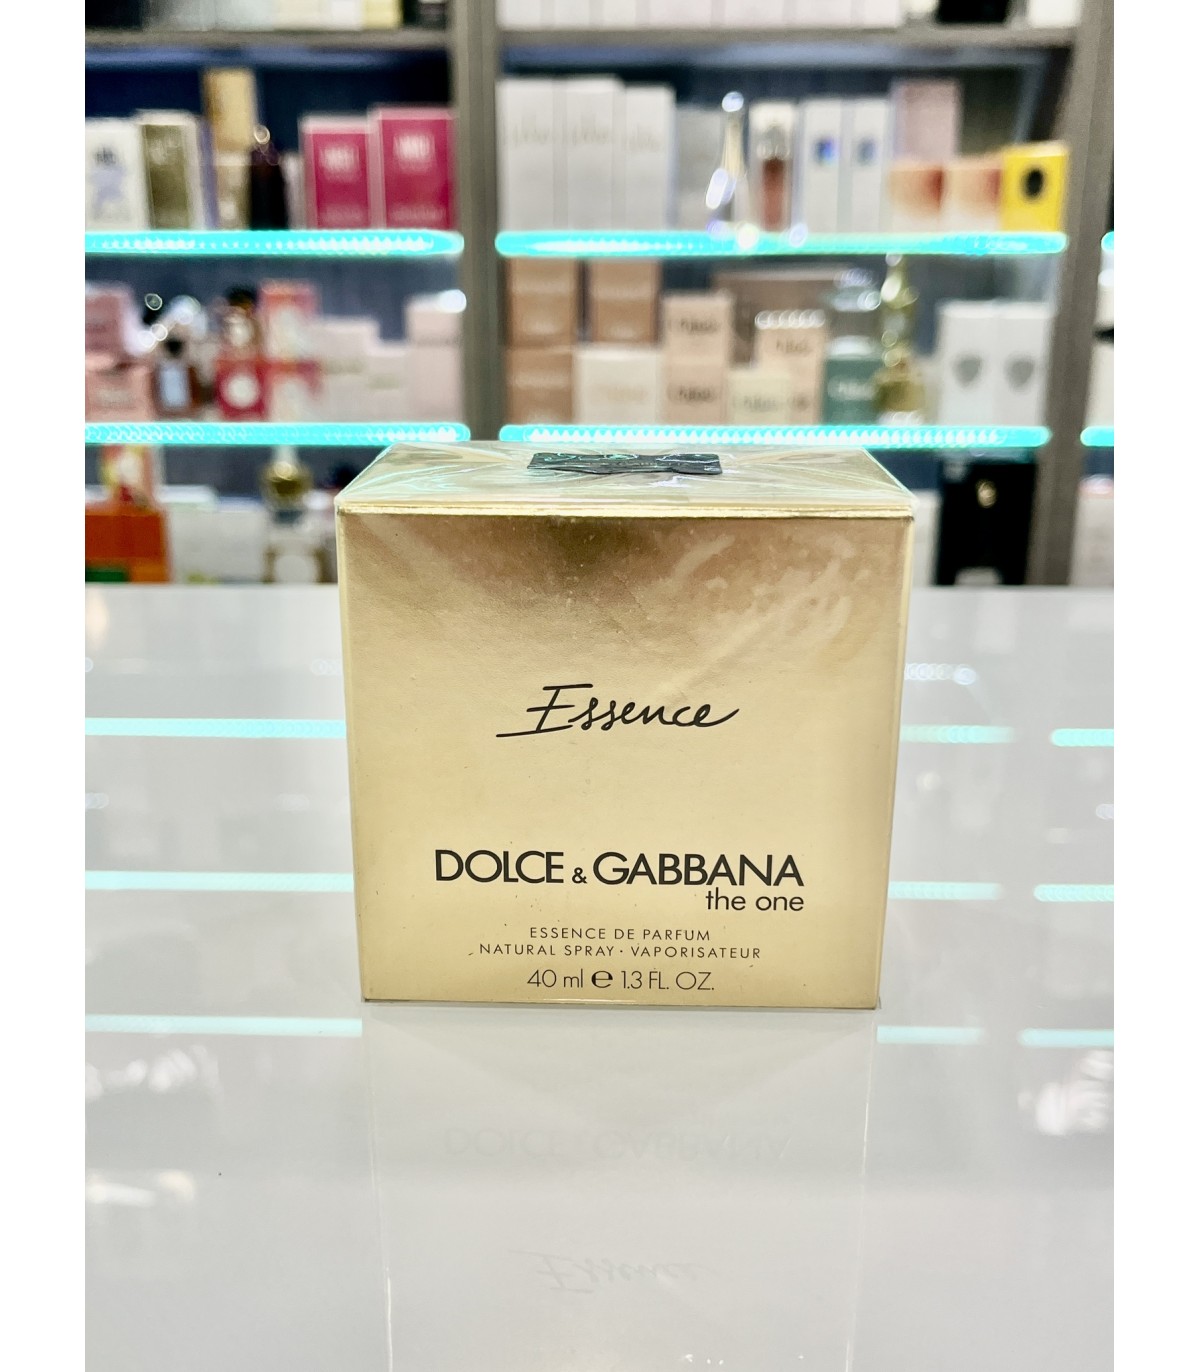 Essence
DOLCE & GABBANA
the one
ESSENCE DE PARFUM
NATURAL SPRAY · VAPORISATEUR
40 ml ℮ 1.3 FL. OZ.